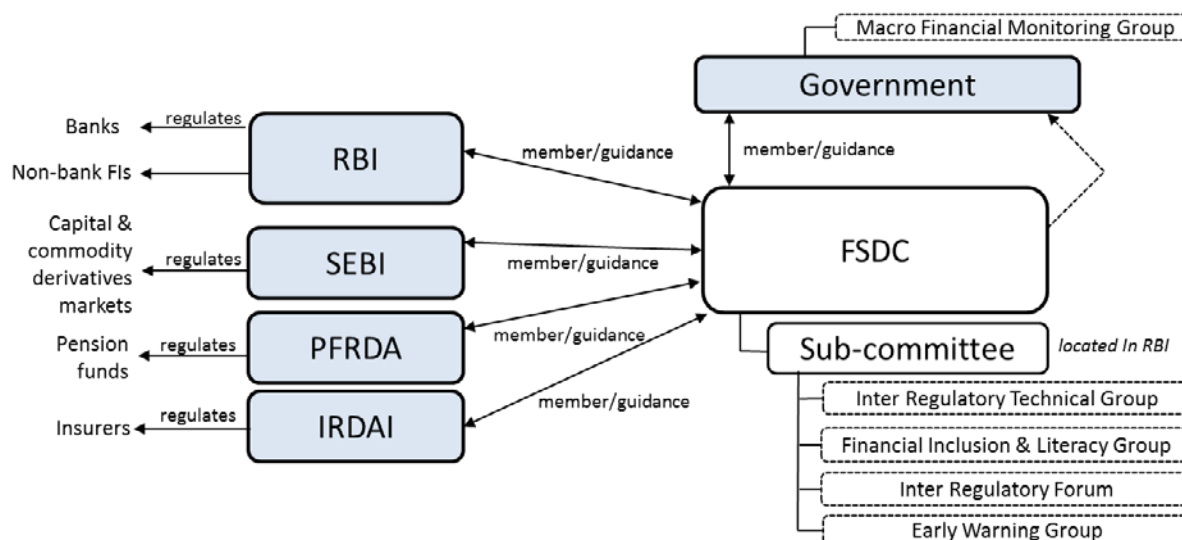 Macro Financial Monitoring Group
Government
member/guidance
Banks
regulates
RBI
Non-bank FIs
member/guidance
FSDC
Capital &
commodity
derivatives
markets
regulates
SEBI
member/guidance
Pension
funds
regulates
PFRDA
member/guidance
Insurers
regulates
IRDAI
member/guidance
Sub-committee
located In RBI
Inter Regulatory Technical Group
Financial Inclusion & Literacy Group
Inter Regulatory Forum
Early Warning Group